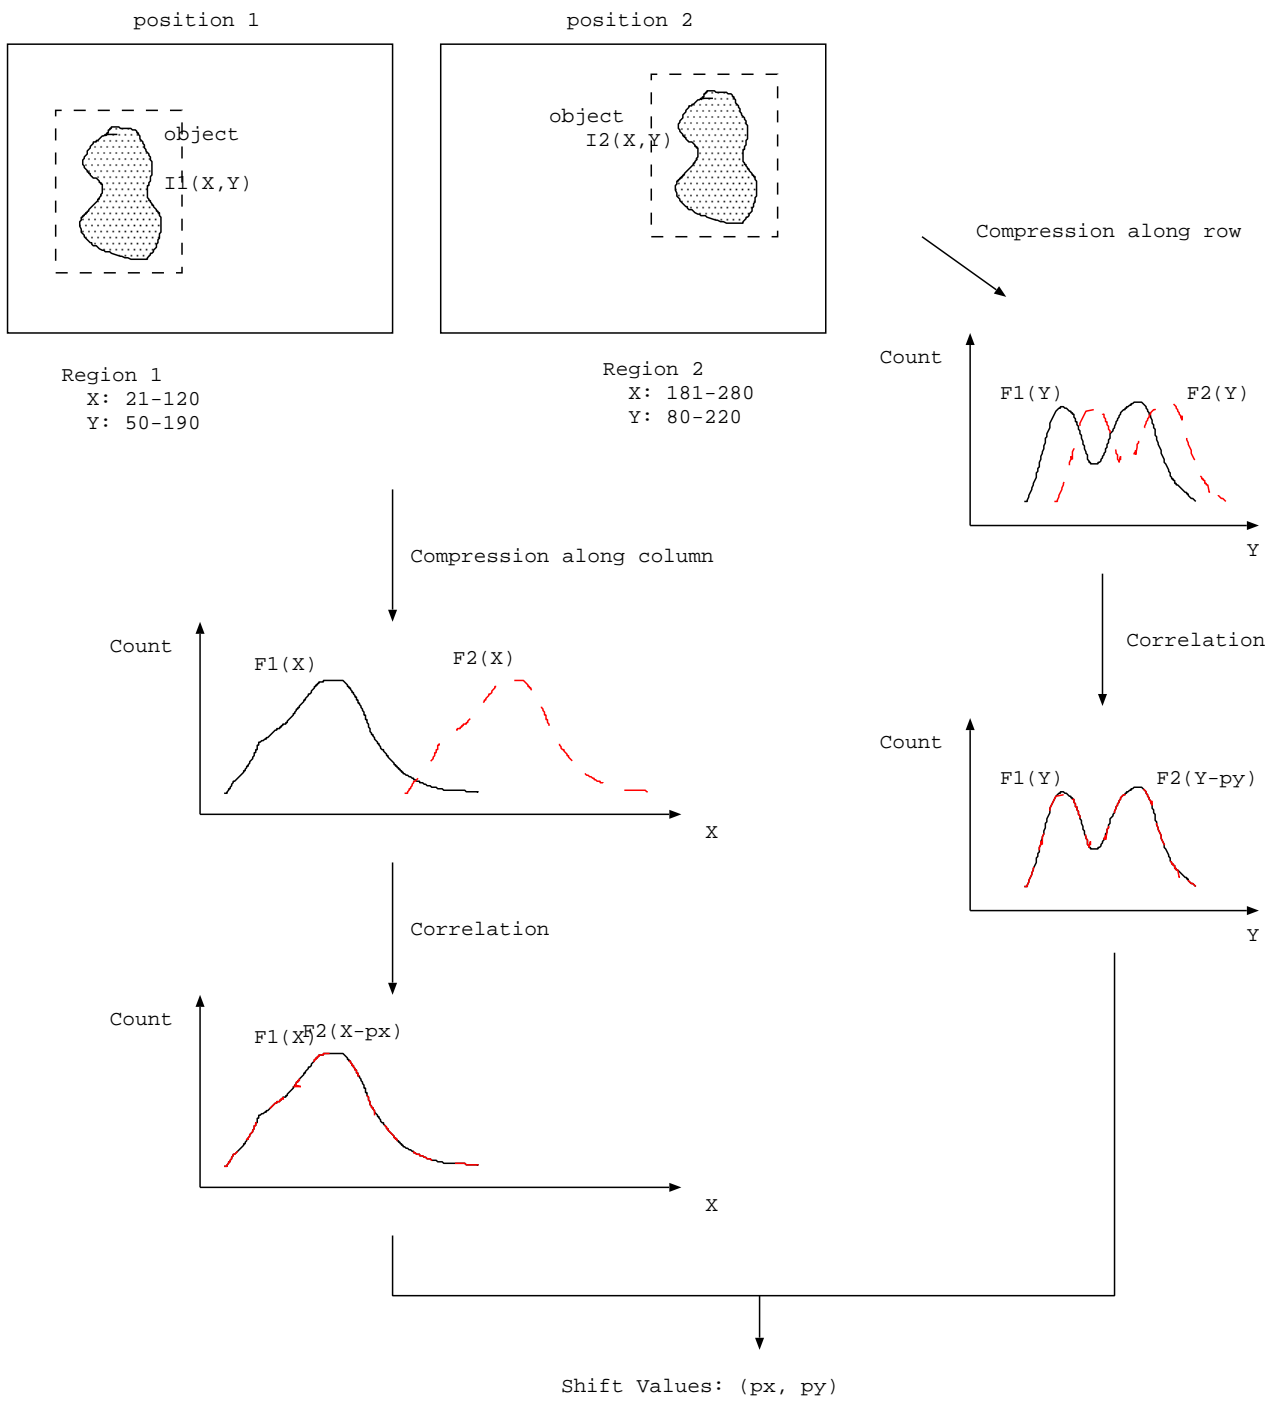 position 1
position 2
object
I1(X,Y)
object
I2(X,Y)
Compression along row
Region 1
X: 21-120
Y: 50-190
Region 2
X: 181-280
Y: 80-220
Count
F1(Y)
F2(Y)
Y
Compression along column
Correlation
Count
F1(X)
F2(X)
X
Count
F1(Y)
F2(Y-py)
Y
Correlation
Count
F1(X)
F2(X-px)
X
Shift Values: (px, py)